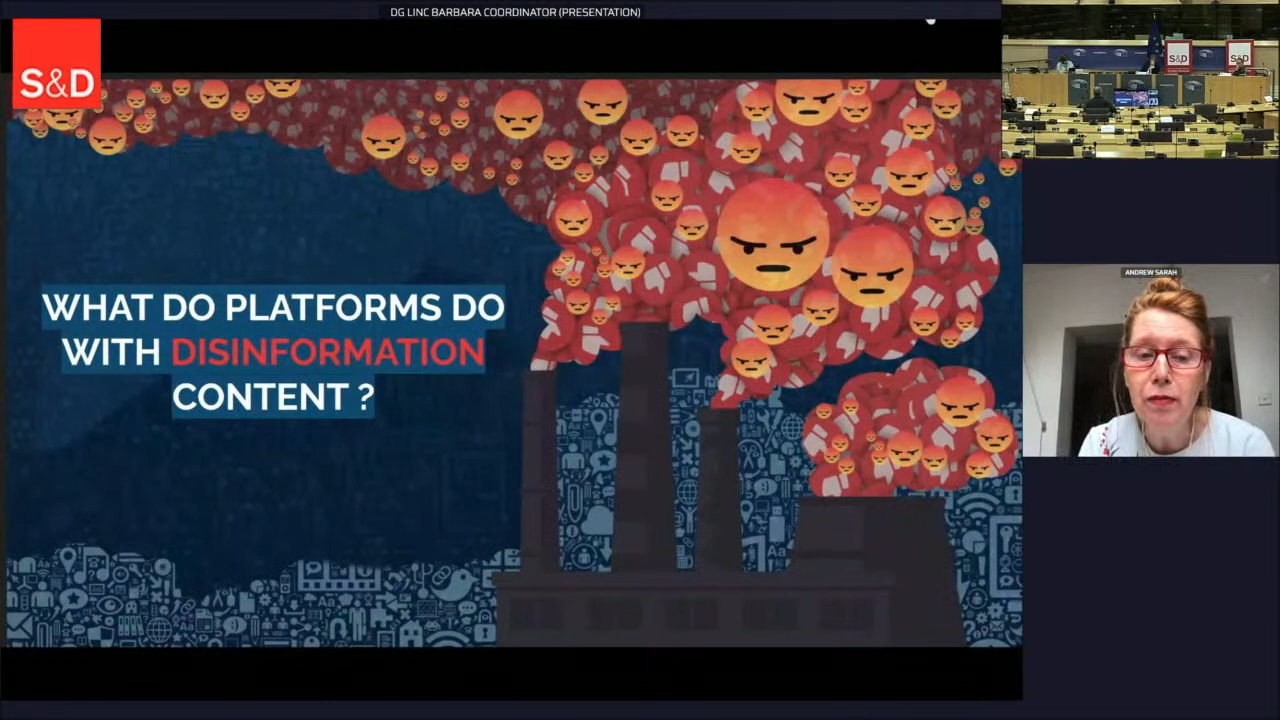 DG LINC BARBARA COORDINATOR (PRESENTATION)
S&D
WHAT DO PLATFORMS DO
WITH DISINFORMATION
CONTENT ?
S&D
S&D
ANDREW SARAH